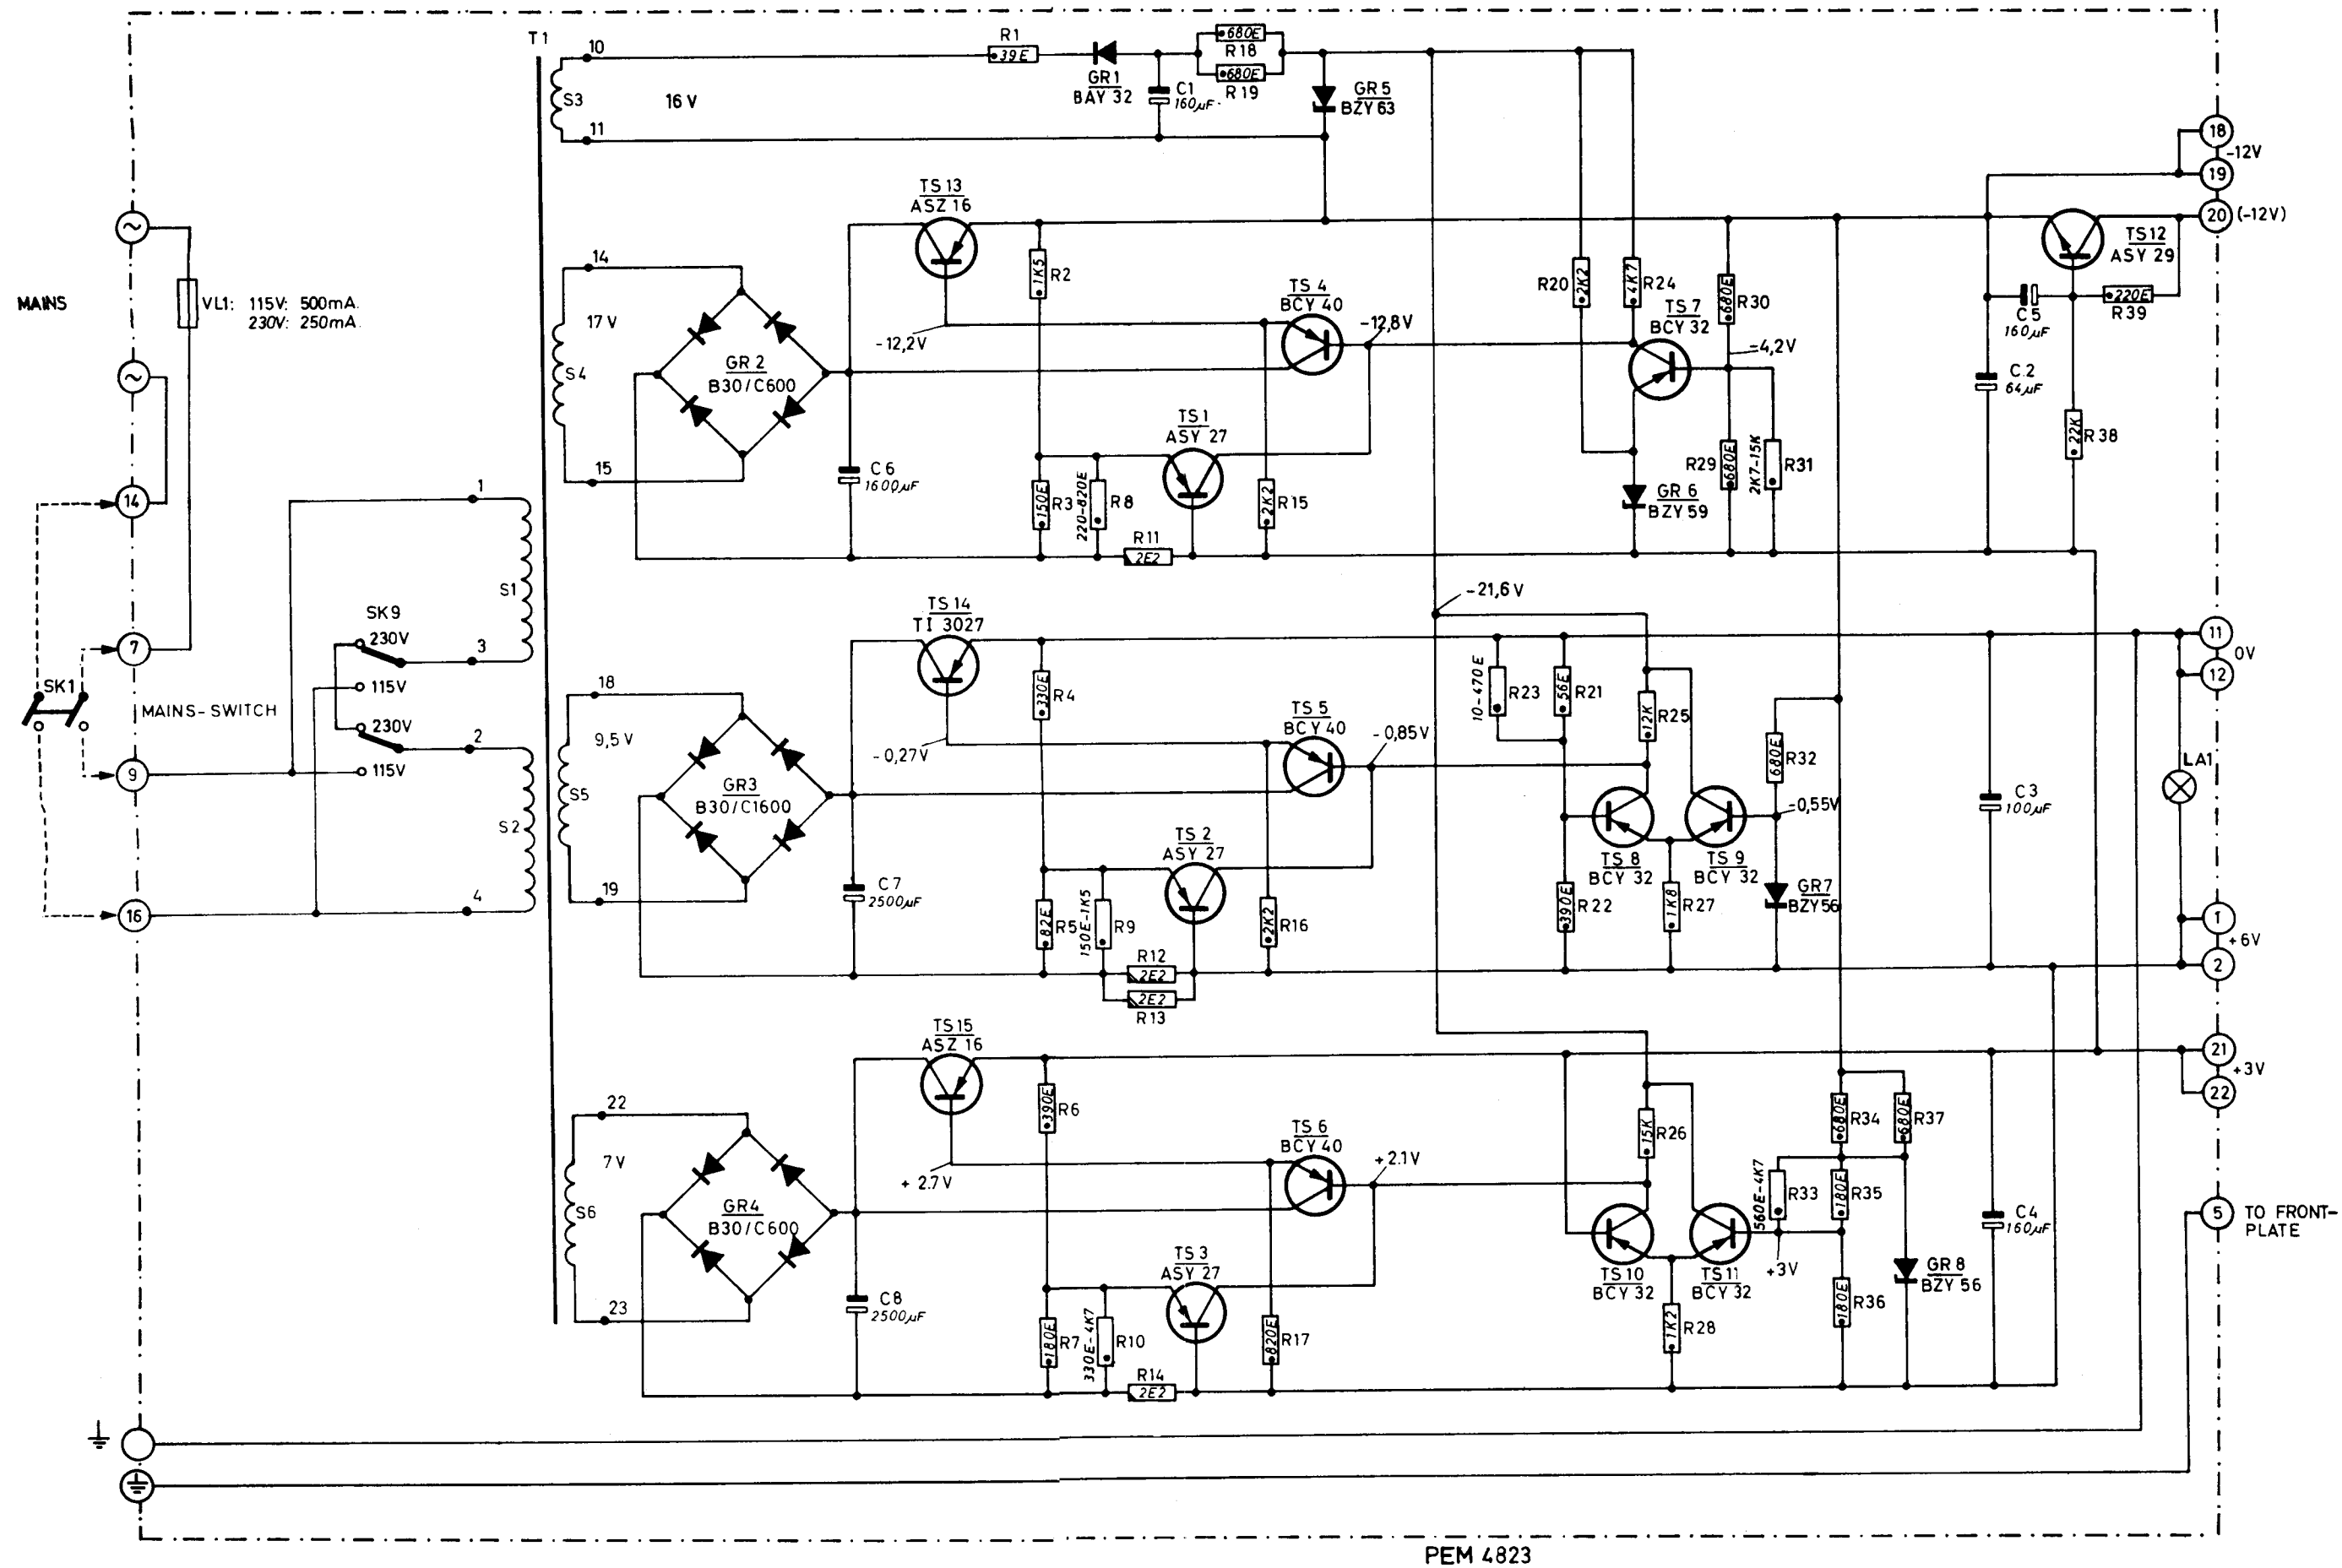 T1
10
R1
39E
GR1
BAY 32
C1
160µF
680E
R18
680E
R19
GR5
BZY 63
S3
16 V
11
18
-12V
19
20
(-12V)
TS 13
ASZ 16
R2
1K5
TS 4
BCY 40
-12,8V
-12,2V
R20
2K2
R24
4K7
TS 7
BCY 32
R30
680E
-4,2V
TS12
ASY 29
C5
160µF
220E
R39
C.2
64µF
22K
R38
MAINS
VL1: 115V: 500mA.
230V: 250mA.
14
17 V
S4
GR 2
B30/C600
15
C6
1600µF
TS1
ASY 27
R3
150E
220-820E
R8
R15
2K2
R11
2E2
GR 6
BZY 59
R29
680E
2K7-15K
R31
14
1
S1
SK9
230V
3
115V
7
SK1
MAINS-SWITCH
230V
2
115V
9
S2
4
16
-21,6 V
TS 14
TI 3027
R4
330E
TS 5
BCY 40
-0,85V
-0,27V
10-470E
R23
56E
R21
12K
R25
680E
R32
-0,55V
11
0V
12
LA1
18
9,5 V
S5
GR3
B30/C1600
19
C7
2500µF
TS 2
ASY 27
R5
82E
150E-1K5
R9
2K2
R16
R12
2E2
2E2
R13
TS 8
BCY 32
TS 9
BCY 32
390E
R22
1K8
R27
GR7
BZY56
C3
100µF
1
+6V
2
TS15
ASZ 16
R6
390E
TS 6
BCY 40
+2.1V
+2.7V
15K
R26
680E
R34
680E
R37
21
+3V
22
22
7 V
S6
GR4
B30/C600
23
C8
2500µF
TS 3
ASY 27
R7
180E
330E-4K7
R10
820E
R17
R14
2E2
560E-4K7
R33
180E
R35
TS10
BCY 32
TS11
BCY 32
+3V
1K2
R28
180E
R36
GR 8
BZY 56
C4
160µF
5
TO FRONT-
PLATE
PEM 4823